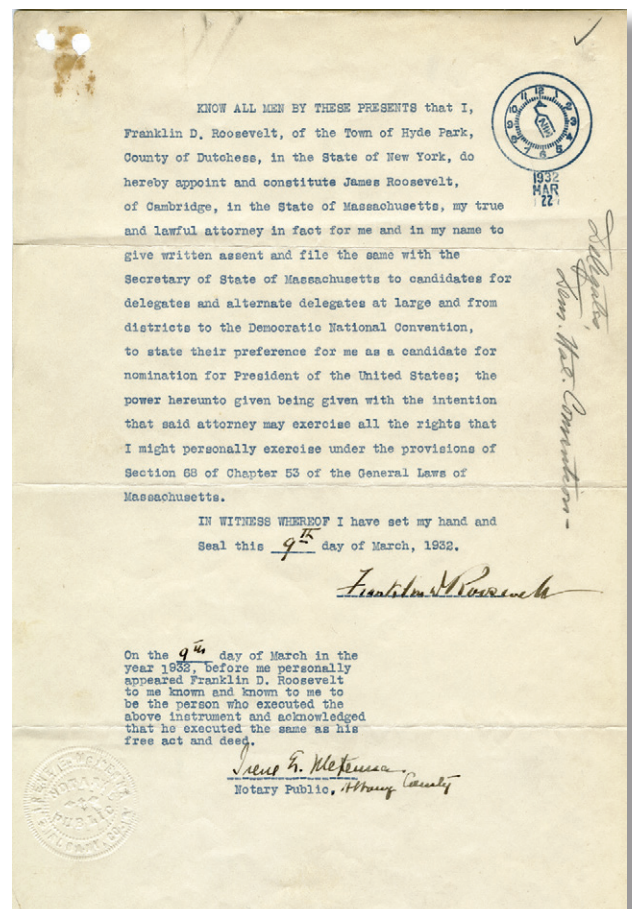 KNOW ALL MEN BY THESE PRESENTS that I,
Franklin D. Roosevelt, of the Town of Hyde Park,
County of Dutchess, in the State of New York, do
hereby appoint and constitute James Roosevelt,
of Cambridge, in the State of Massachusetts, my true
and lawful attorney in fact for me and in my name to
give written assent and file the same with the
Secretary of State of Massachusetts to candidates for
delegates and alternate delegates at large and from
districts to the Democratic National Convention,
to state their preference for me as a candidate for
nomination for President of the United States; the
power hereunto given being given with the intention
that said attorney may exercise all the rights that
I might personally exercise under the provisions of
Section 68 of Chapter 53 of the General Laws of
Massachusetts.
IN WITNESS WHEREOF I have set my hand and
Seal this 9th day of March, 1932.
Franklin D Roosevelt
On the 9th day of March in the
year 1932, before me personally
appeared Franklin D. Roosevelt
to me known and known to me to
be the person who executed the
above instrument and acknowledged
that he executed the same as his
free act and deed.
Irene E.
Notary Public, Albany County
1932
MAR
22
Delegates,
Dem. Nat. Convention-
NOTARY
PUBLIC